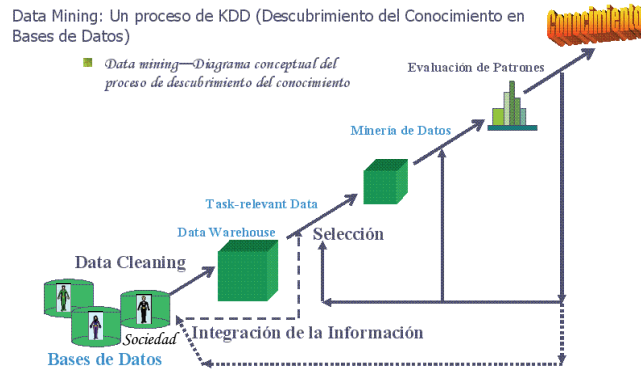 Data Mining: Un proceso de KDD (Descubrimiento del Conocimiento en
Bases de Datos)
Conocimiento
Data mining—Diagrama conceptual del
proceso de descubrimiento del conocimiento
Evaluación de Patrones
Minería de Datos
Task-relevant Data
Data Warehouse
Selección
Data Cleaning
Integración de la Información
Sociedad
Bases de Datos